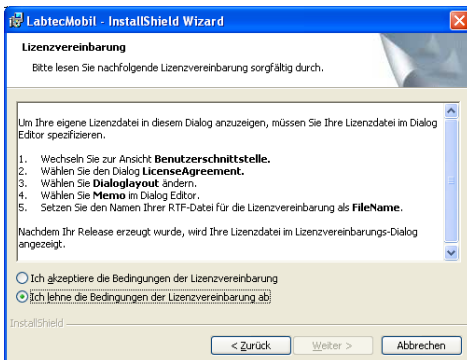 LabtecMobil - InstallShield Wizard
Lizenzvereinbarung
Bitte lesen Sie nachfolgende Lizenzvereinbarung sorgfältig durch.
Um Ihre eigene Lizenzdatei in diesem Dialog anzuzeigen, müssen Sie Ihre Lizenzdatei im Dialog
Editor spezifizieren.
1. Wechseln Sie zur Ansicht Benutzerschnittstelle.
2. Wählen Sie den Dialog LicenseAgreement.
3. Wählen Sie Dialoglayout ändern.
4. Wählen Sie Memo im Dialog Editor.
5. Setzen Sie den Namen Ihrer RTF-Datei für die Lizenzvereinbarung als FileName.
Nachdem Ihr Release erzeugt wurde, wird Ihre Lizenzdatei im Lizenzvereinbarungs-Dialog
angezeigt.
Ich akzeptiere die Bedingungen der Lizenzvereinbarung
Ich lehne die Bedingungen der Lizenzvereinbarung ab
InstallShield
< Zurück Weiter > Abbrechen